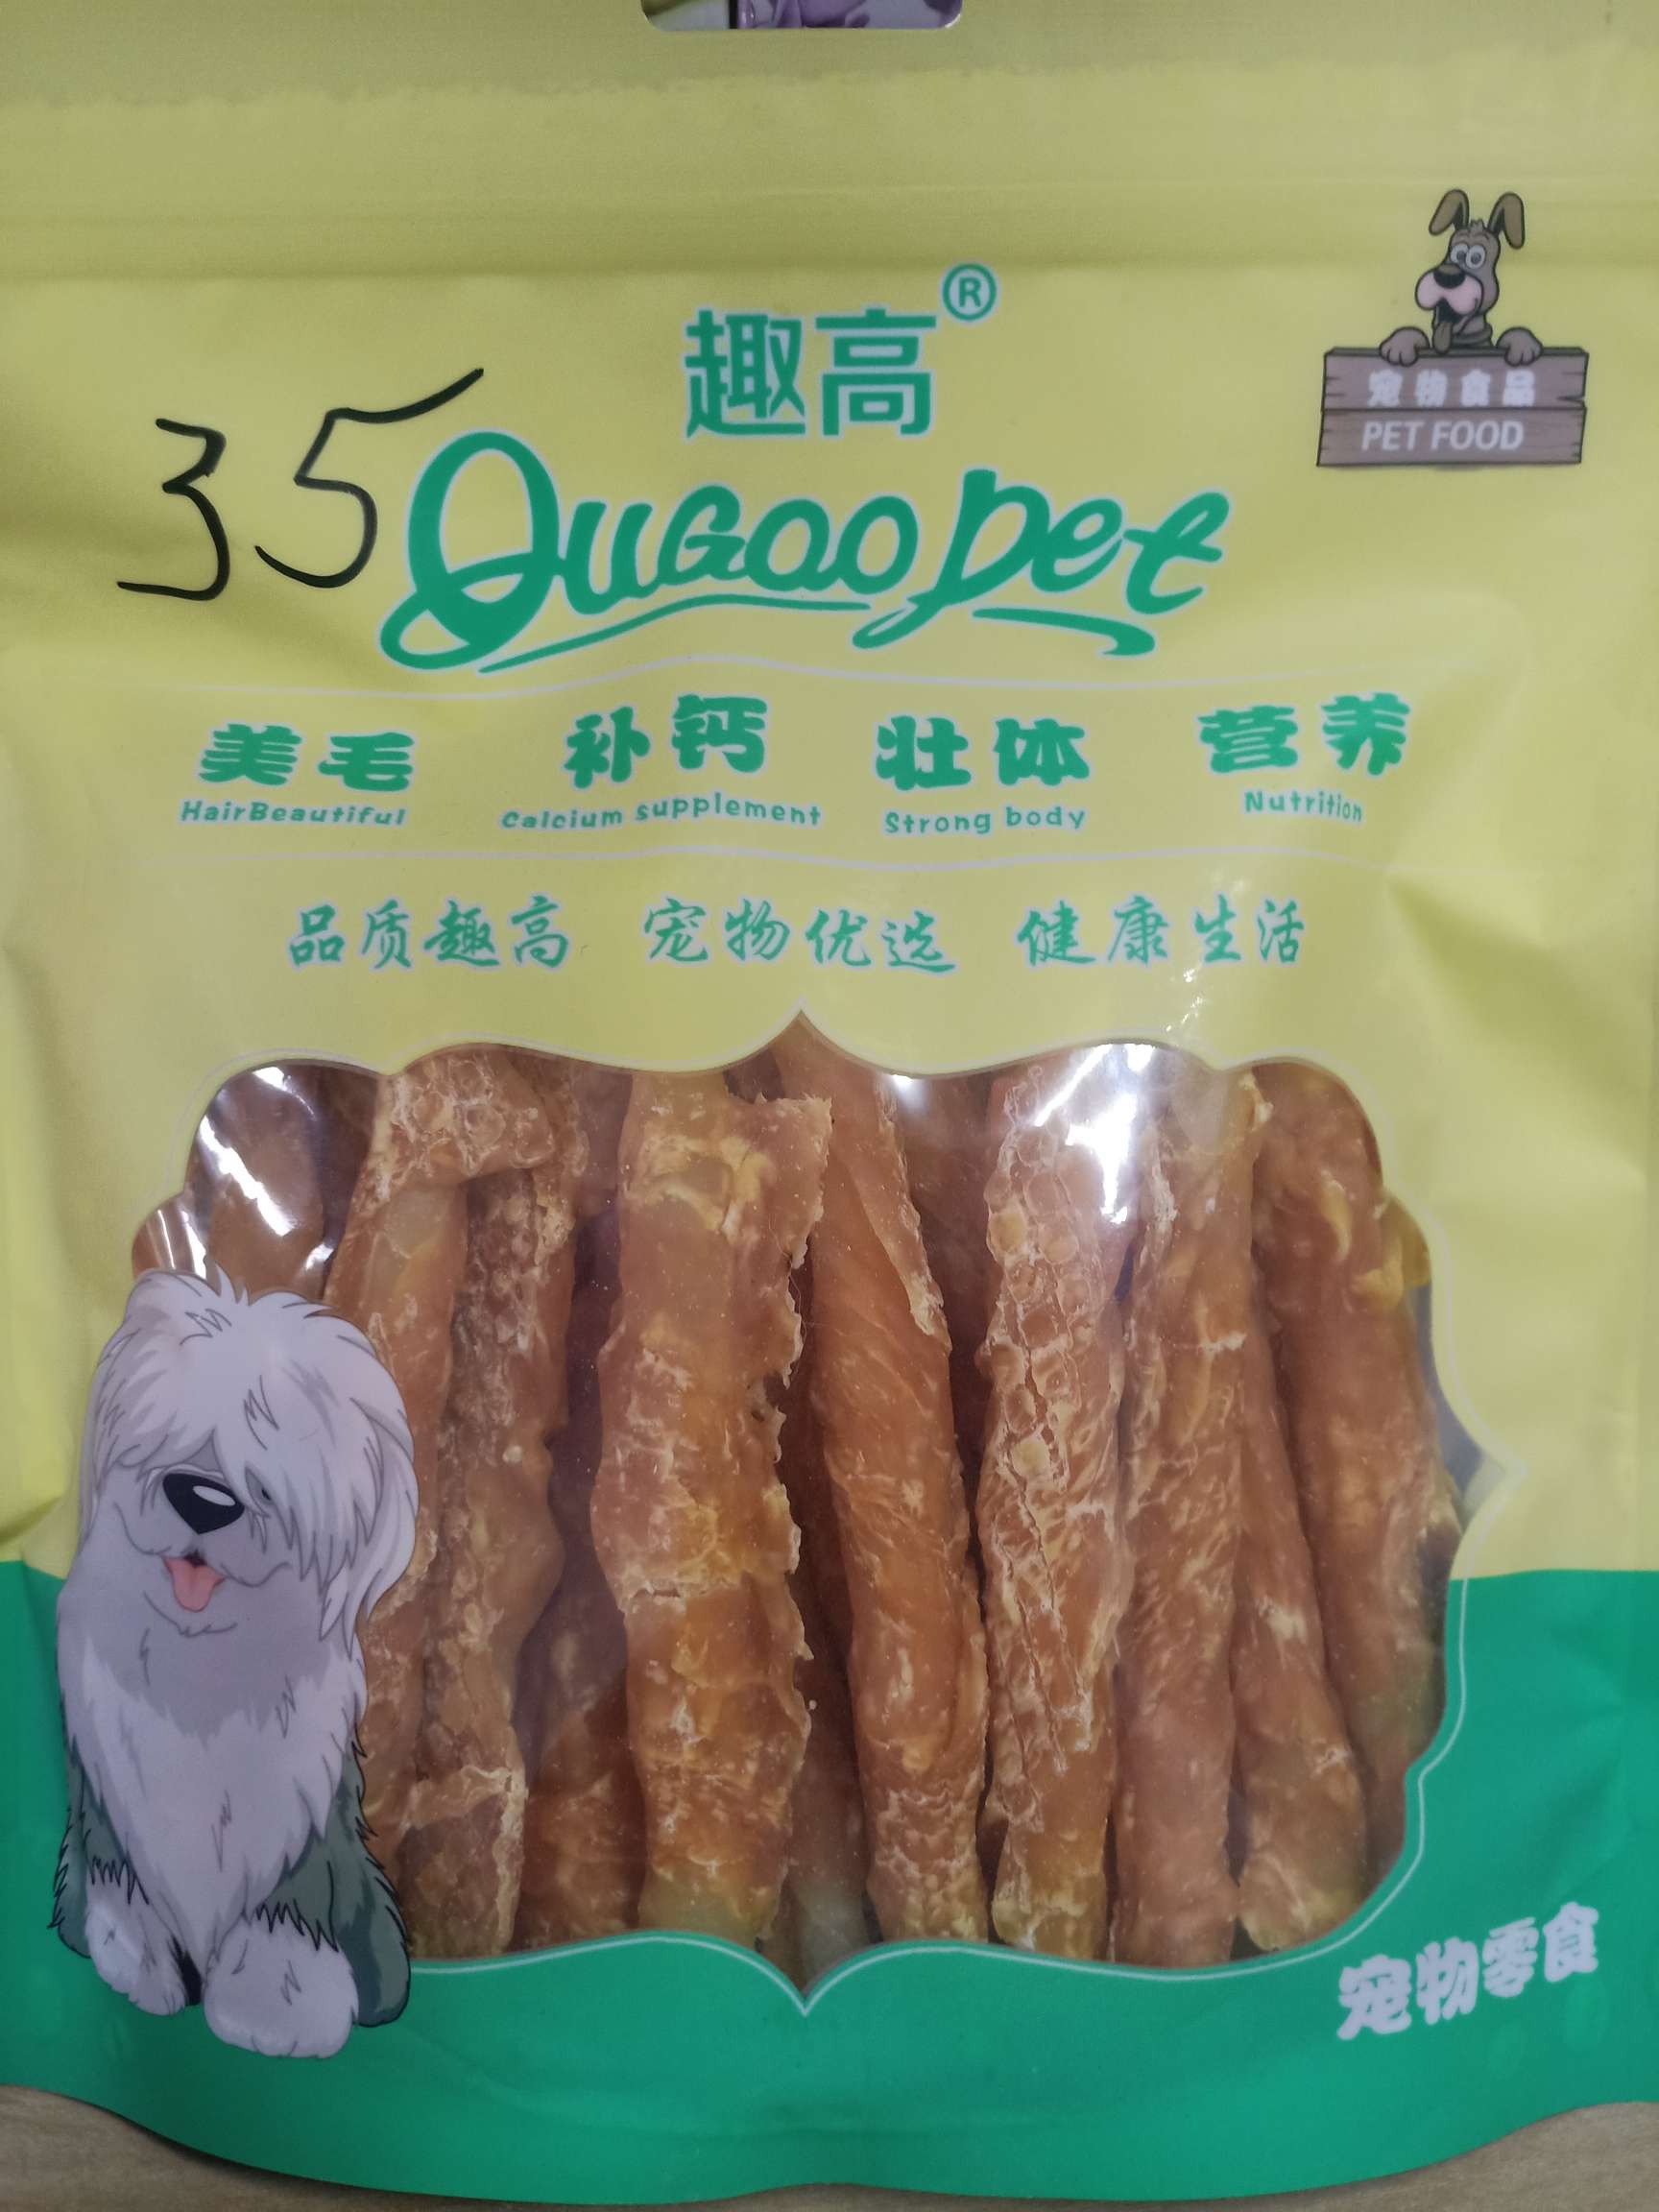 趣高®
35
QuGaopet
宠物食品
PET FOOD
美毛 补钙 壮体 营养
HairBeautiful Calcium supplement Strong body Nutrition
品质趣高 宠物优选 健康生活
宠物零食